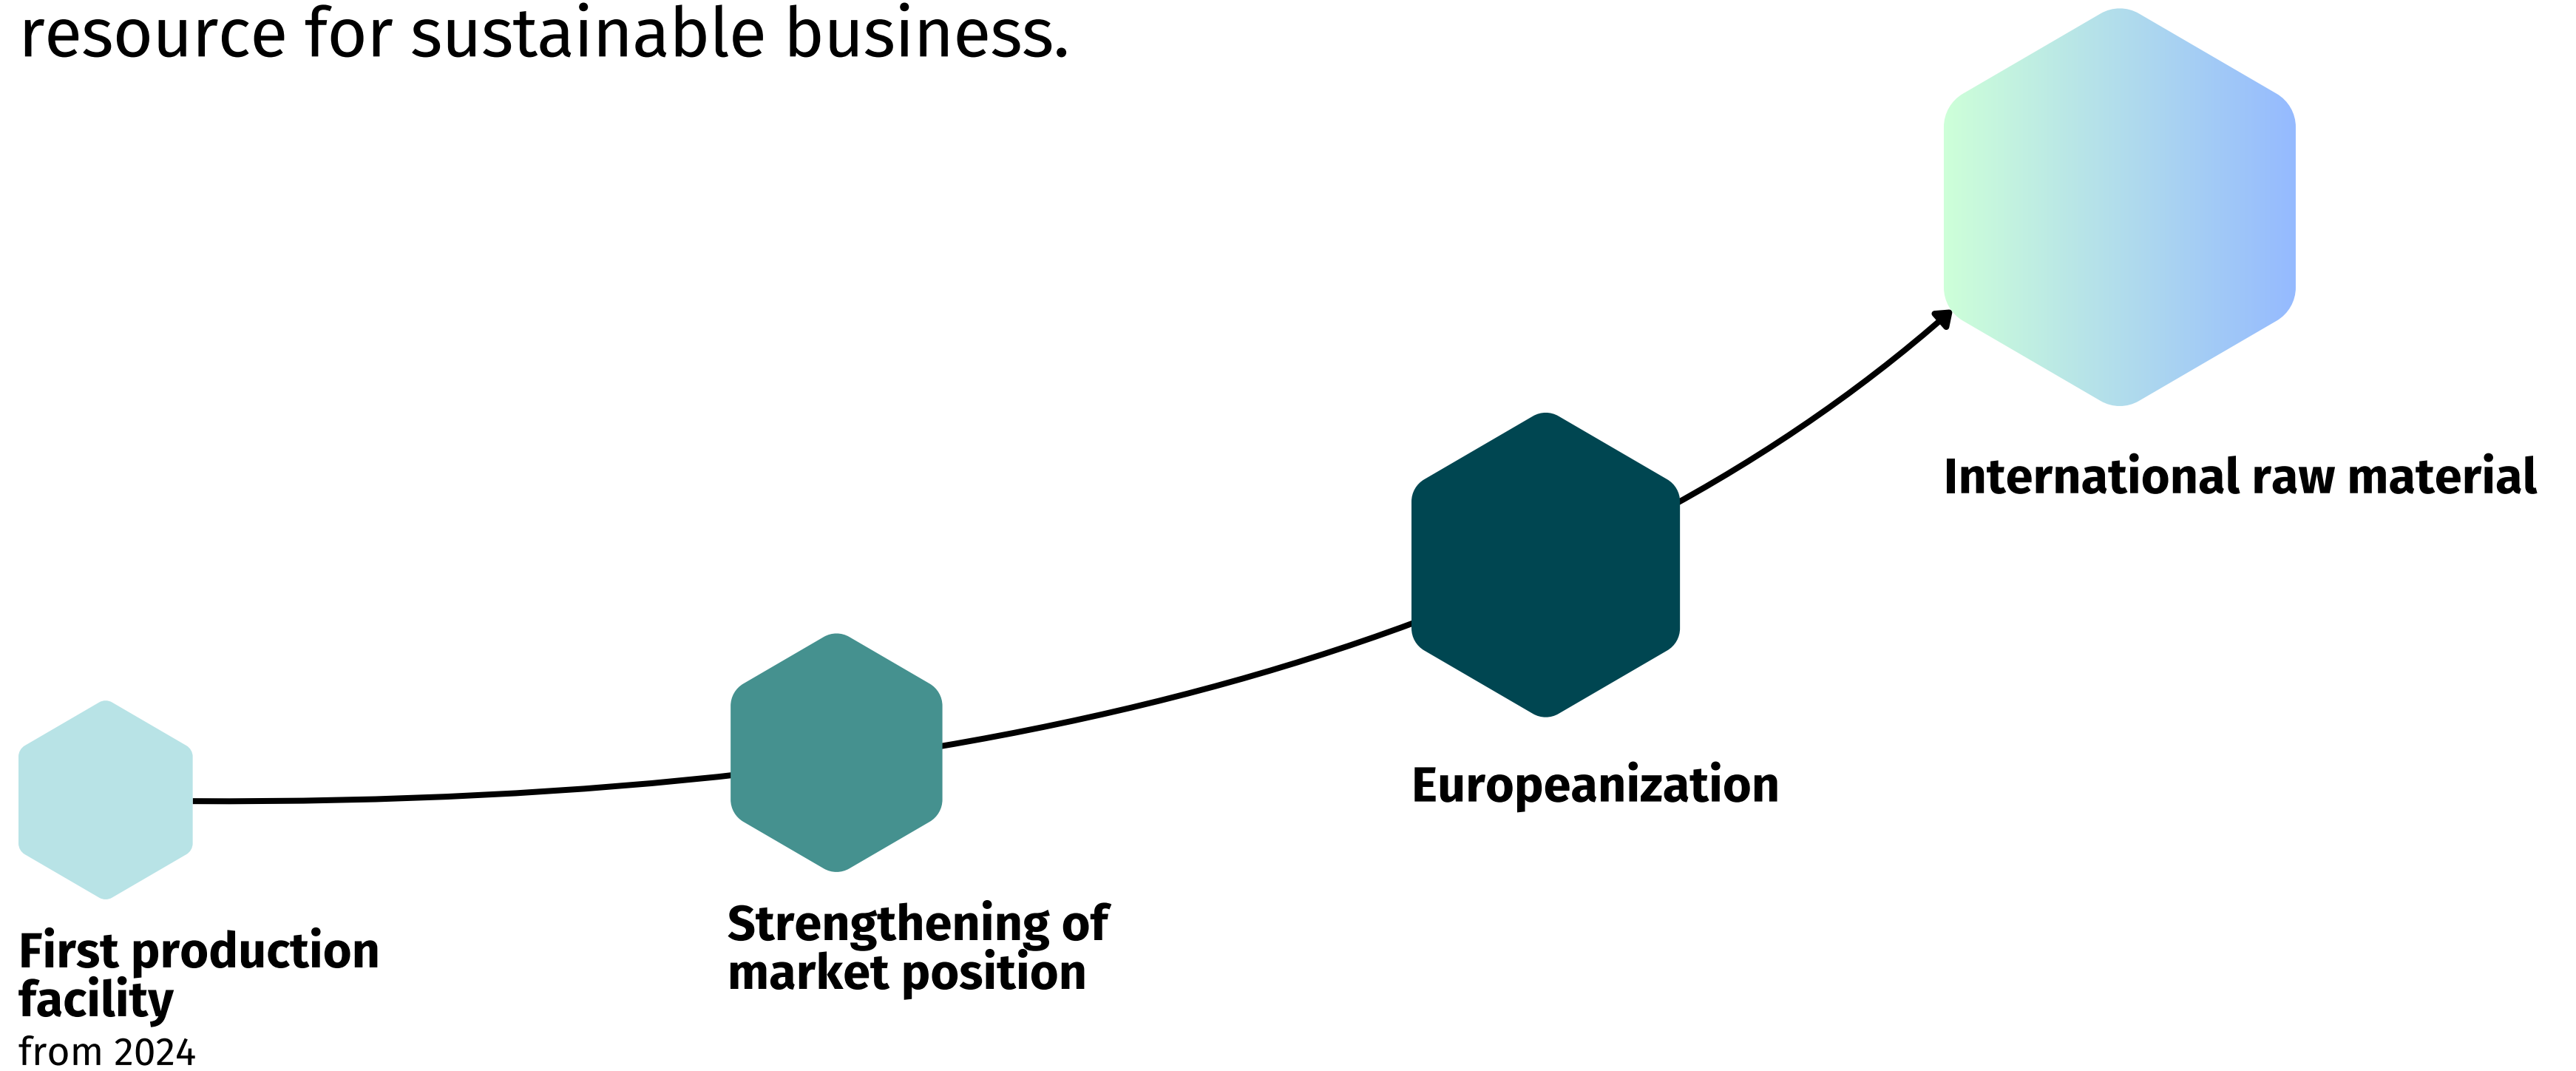 resource for sustainable business.
International raw material
Europeanization
Strengthening of
market position
First production
facility
from 2024